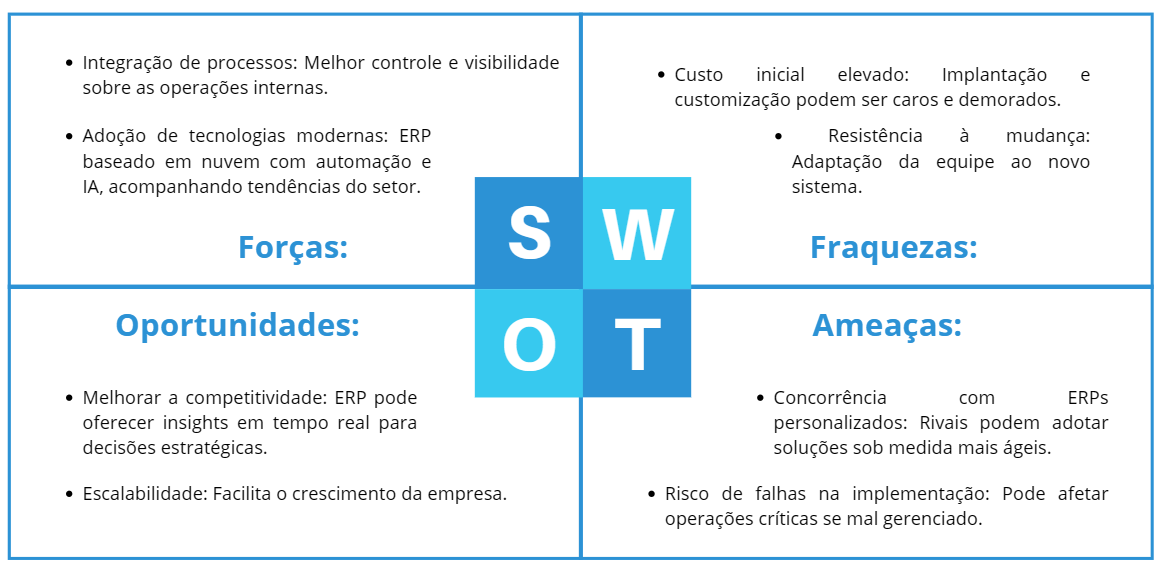 • Integração de processos: Melhor controle e visibilidade
sobre as operações internas.
• Adoção de tecnologias modernas: ERP
baseado em nuvem com automação e
IA, acompanhando tendências do setor.
Forças:
• Custo inicial elevado: Implantação e
customização podem ser caros e demorados.
• Resistência à mudança:
Adaptação da equipe ao novo
sistema.
Fraquezas:
S W
O T
Oportunidades:
• Melhorar a competitividade: ERP pode
oferecer insights em tempo real para
decisões estratégicas.
• Escalabilidade: Facilita o crescimento da empresa.
Ameaças:
• Concorrência com ERPs
personalizados: Rivais podem adotar
soluções sob medida mais ágeis.
• Risco de falhas na implementação: Pode afetar
operações críticas se mal gerenciado.